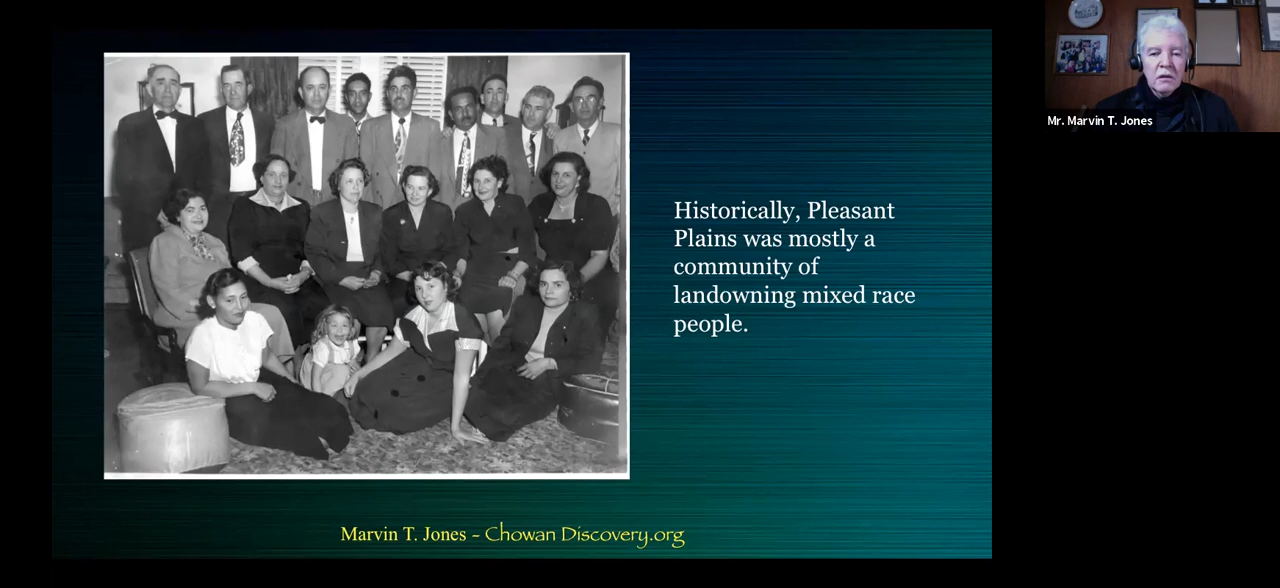 Mr. Marvin T. Jones
Historically, Pleasant
Plains was mostly a
community of
landowning mixed race
people.
Marvin T. Jones - Chowan Discovery.org